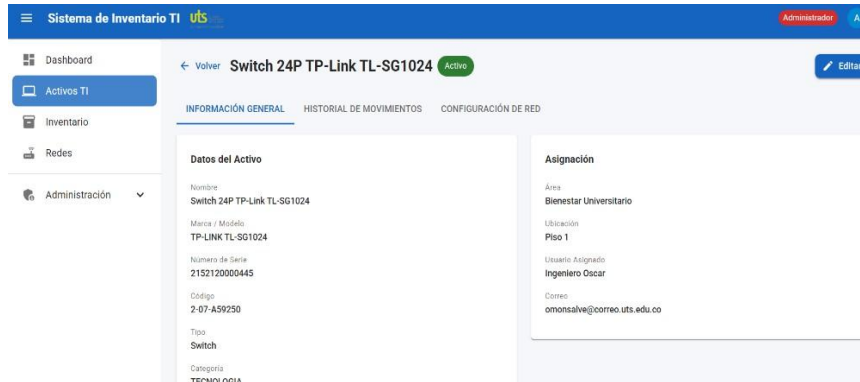 Sistema de Inventario TI uts
Administrador A
Dashboard
Activos TI
Inventario
Redes
Administración
Volver Switch 24P TP-Link TL-SG1024 Activo
Editar
INFORMACIÓN GENERAL HISTORIAL DE MOVIMIENTOS CONFIGURACIÓN DE RED
Datos del Activo
Nombre
Switch 24P TP-Link TL-SG1024
Marca / Modelo
TP-LINK TL-SG1024
Número de Serie
2152120000445
Código
2-07-A59250
Tipo
Switch
Categoría
TECNOLOGIA
Asignación
Área
Bienestar Universitario
Ubicación
Piso 1
Usuario Asignado
Ingeniero Oscar
Correo
omonsalve@correo.uts.edu.co